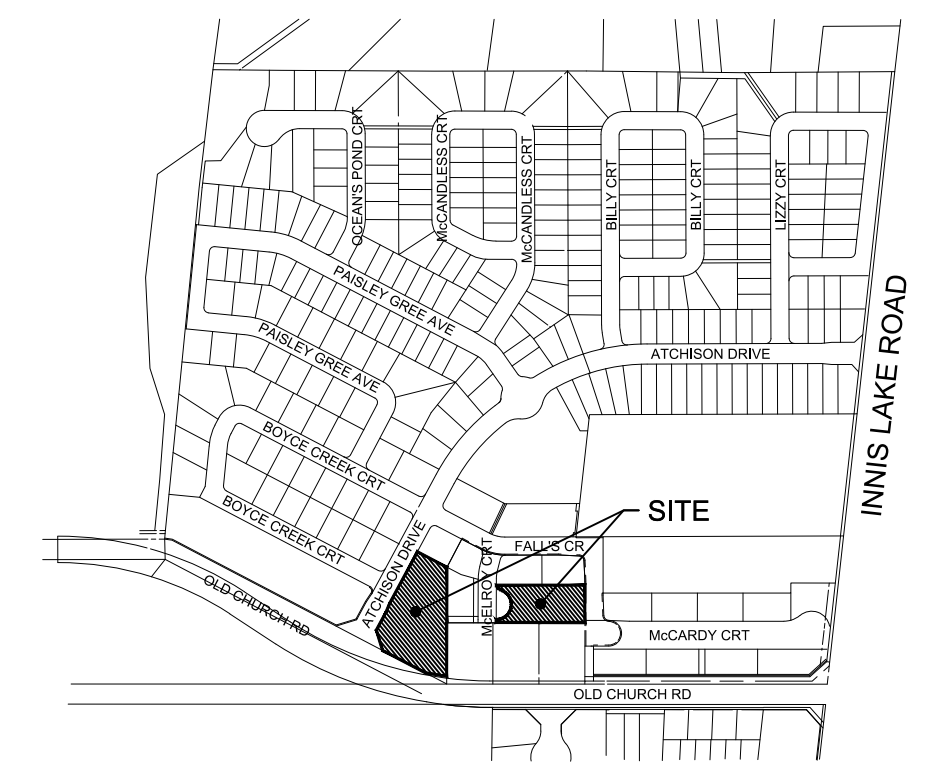 OCEAN'S POND CRT
McCANDLESS CRT
McCANDLESS CRT
BILLY CRT
BILLY CRT
LIZZY CRT
PAISLEY GREE AVE
PAISLEY GREE AVE
ATCHISON DRIVE
INNIS LAKE ROAD
BOYCE CREEK CRT
BOYCE CREEK CRT
ATCHISON DRIVE
SITE
FALL'S CR
McELROY CRT
OLD CHURCH RD
McCARDY CRT
OLD CHURCH RD